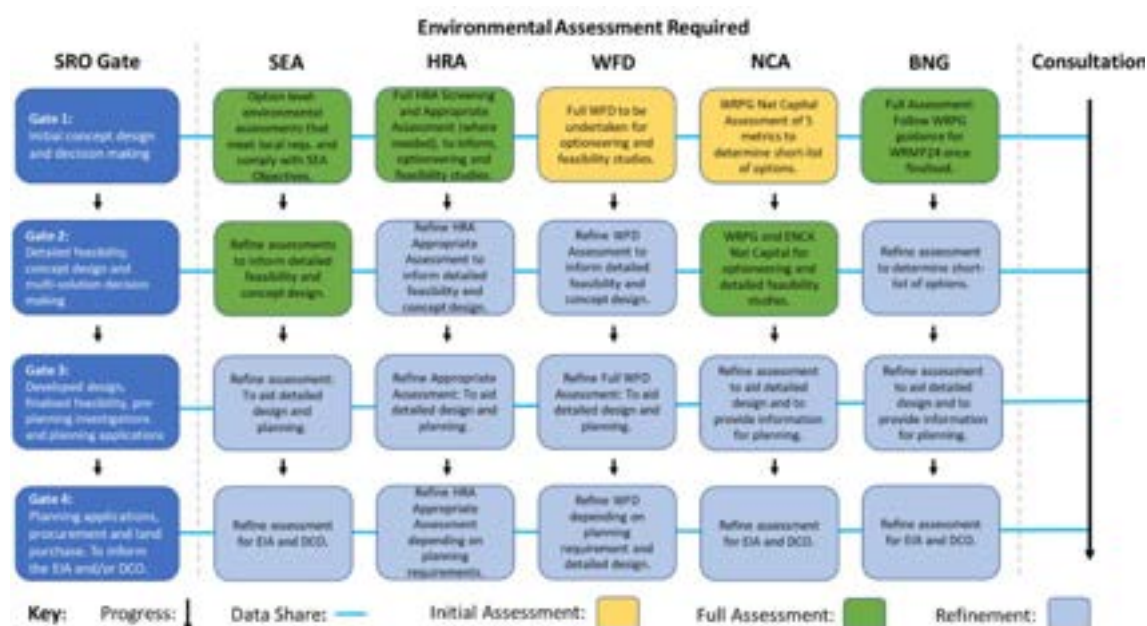 Environmental Assessment Required
SRO Gate
SEA
HRA
WFD
NCA
BNG
Consultation
Gate 1:
Initial concept design
and decision making
Option level
environmental
assessments that
meet local reqs. and
comply with SEA
Objectives.
Full HRA Screening
and Appropriate
Assessment (where
needed), to inform,
optioneering and
feasibility studies.
Full WFD to be
undertaken for
optioneering and
feasibility studies.
WRPG Nat Capital
Assessment of 5
metrics to
determine short-list
of options.
Full Assessment:
Follow WRPG
guidance for
WRMP24 once
finalised.
Gate 2:
Detailed feasibility,
concept design and
multi-solution decision
making
Refine assessments
to inform detailed
feasibility and
concept design.
Refine HRA
Appropriate
Assessment to
inform detailed
feasibility and
concept design.
Refine WFD
Assessment to
inform detailed
feasibility and
concept design.
WRPG and ENCA
Nat Capital for
optioneering and
detailed feasibility
studies.
Refine assessment
to determine short-
list of options.
Gate 3:
Developed design,
finalised feasibility, pre-
planning investigations
and planning applications
Refine assessment:
To aid detailed
design and
planning.
Refine Appropriate
Assessment: To aid
detailed design and
planning.
Refine Full WFD
Assessment: To aid
detailed design and
planning.
Refine assessment
to aid detailed
design and to
provide information
for planning.
Refine assessment
to aid detailed
design and to
provide information
for planning.
Gate 4:
Planning applications,
procurement and land
purchase. To inform
the EIA and/or DCO.
Refine assessment
for EIA and DCO.
Refine HRA
Appropriate
Assessment
depending on
planning
requirements.
Refine WFD
depending on
planning
requirement and
detailed design.
Refine assessment
for EIA and DCO.
Refine assessment
for EIA and DCO.
Key:
Progress:
Data Share:
Initial Assessment:
Full Assessment:
Refinement: